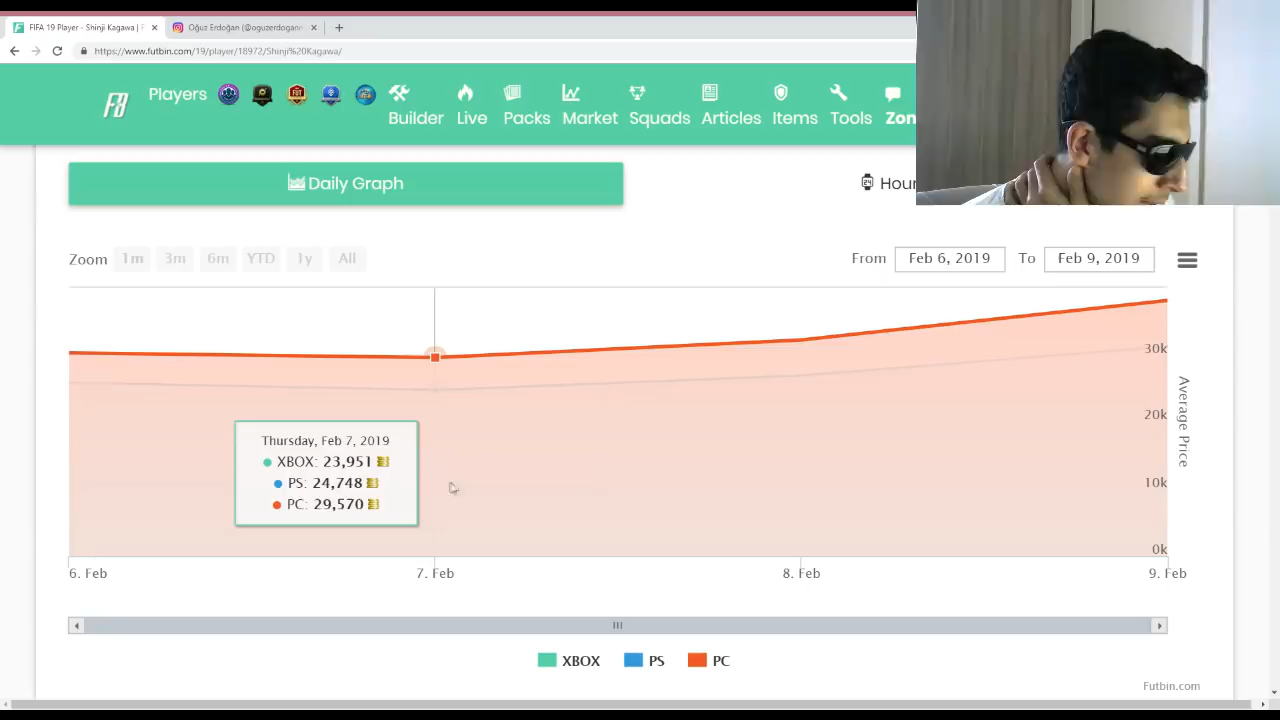 FIFA 19 Player - Shinji Kagawa | F
Oğuz Erdoğan (@oguzerdogan
https://www.futbin.com/19/player/18972/Shinji%20Kagawa/
Players
Builder
Live
Packs
Market
Squads
Articles
Items
Tools
Zon
Daily Graph
24
Hour
Zoom 1m 3m 6m YTD 1y All
From Feb 6, 2019 To Feb 9, 2019
30k
20k
10k
0k
Average Price
Thursday, Feb 7, 2019
XBOX: 23,951
PS: 24,748
PC: 29,570
6. Feb 7. Feb 8. Feb 9. Feb
XBOX PS PC
Futbin.com